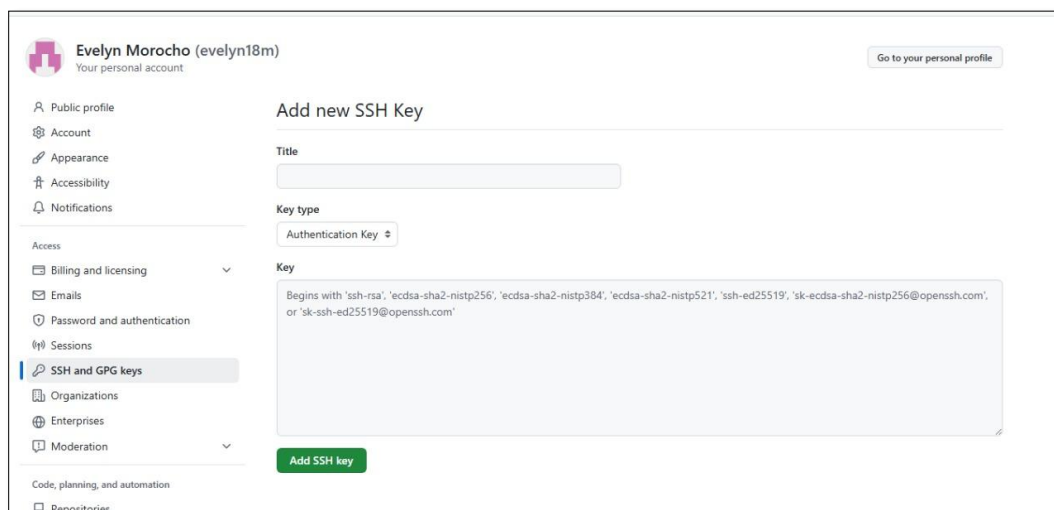 Evelyn Morocho (evelyn18m)
Your personal account
Go to your personal profile
Public profile
Account
Appearance
Accessibility
Notifications
Access
Billing and licensing
Emails
Password and authentication
Sessions
SSH and GPG keys
Organizations
Enterprises
Moderation
Code, planning, and automation
Repositories
Add new SSH Key
Title
Key type
Authentication Key
Key
Begins with 'ssh-rsa', 'ecdsa-sha2-nistp256', 'ecdsa-sha2-nistp384', 'ecdsa-sha2-nistp521', 'ssh-ed25519', 'sk-ecdsa-sha2-nistp256@openssh.com',
or 'sk-ssh-ed25519@openssh.com'
Add SSH key